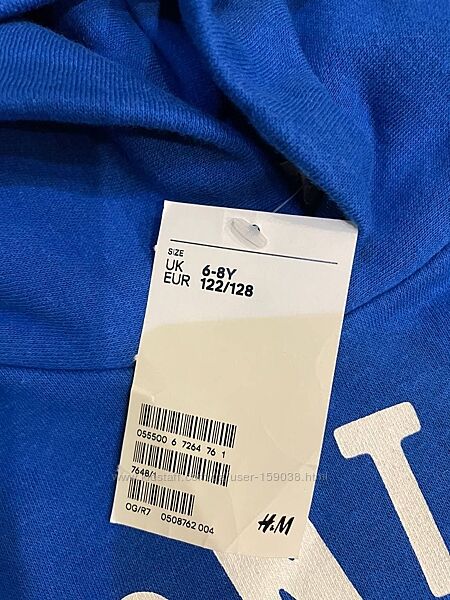 SIZE
UK 6-8Y
EUR 122/128
055500 6 7264 76 1
7648/1
OG/R7 0508762 004
H&M